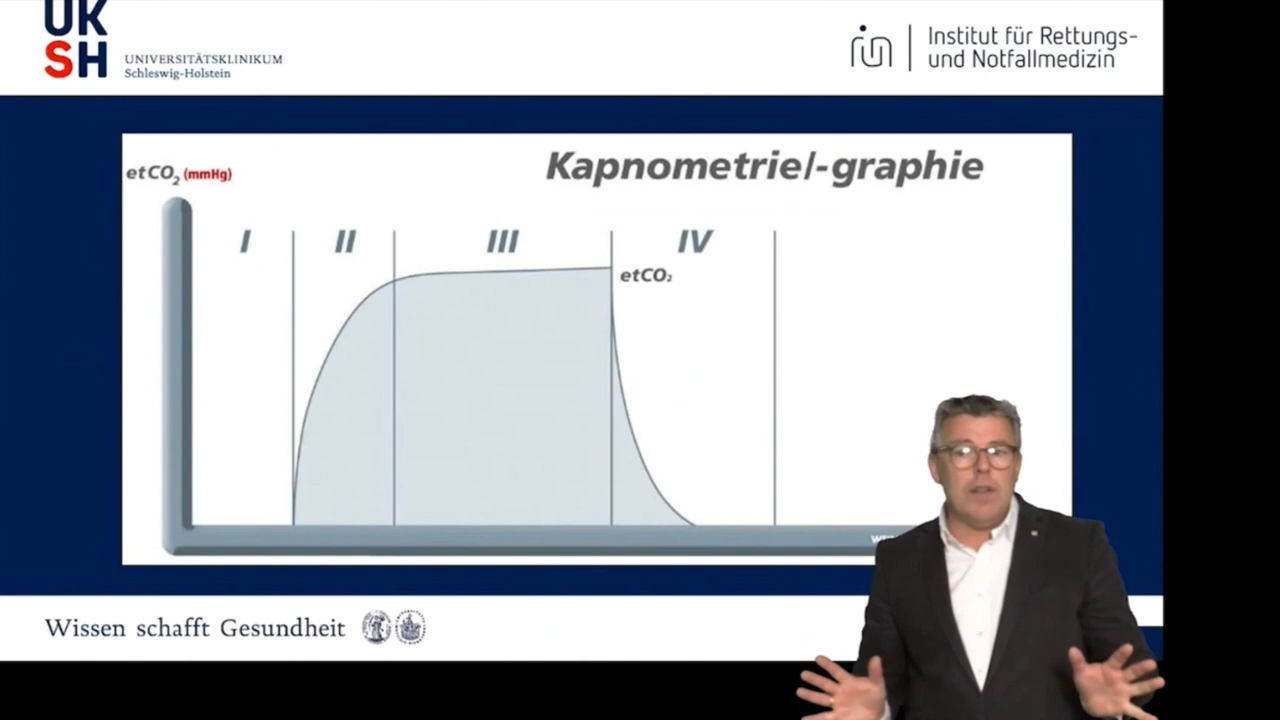 UK
SH
UNIVERSITÄTSKLINIKUM
Schleswig-Holstein
Institut für Rettungs-
und Notfallmedizin
Kapnometrie/-graphie
etCO₂ (mmHg)
I II III IV
etCO₂
Wissen schafft Gesundheit